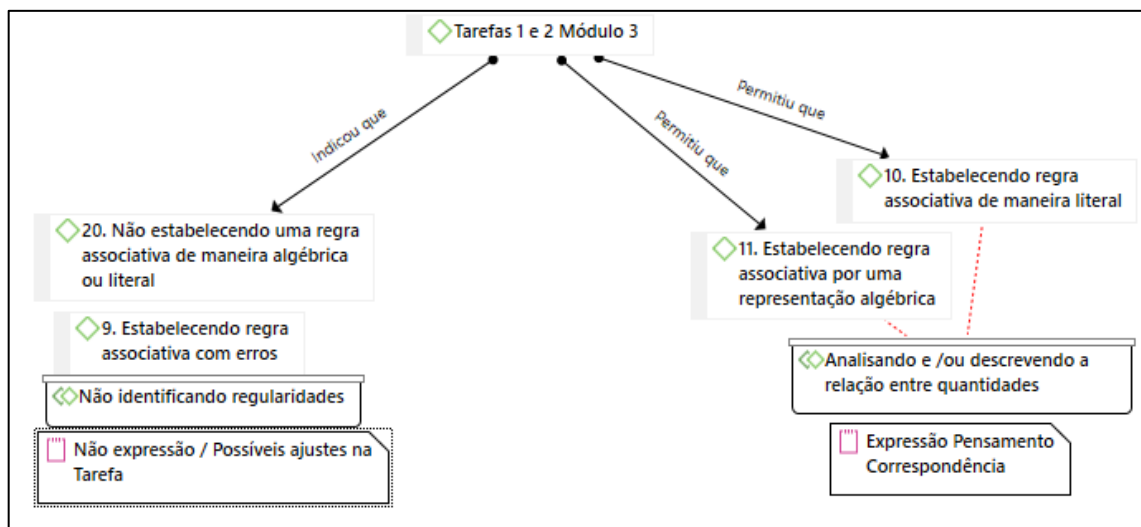 Tarefas 1 e 2 Módulo 3
Indicou que
Permitiu que
Permitiu que
10. Estabelecendo regra
associativa de maneira literal
20. Não estabelecendo uma regra
associativa de maneira algébrica
ou literal
11. Estabelecendo regra
associativa por uma
representação algébrica
9. Estabelecendo regra
associativa com erros
Não identificando regularidades
Analisando e /ou descrevendo a
relação entre quantidades
Não expressão / Possíveis ajustes na
Tarefa
Expressão Pensamento
Correspondência